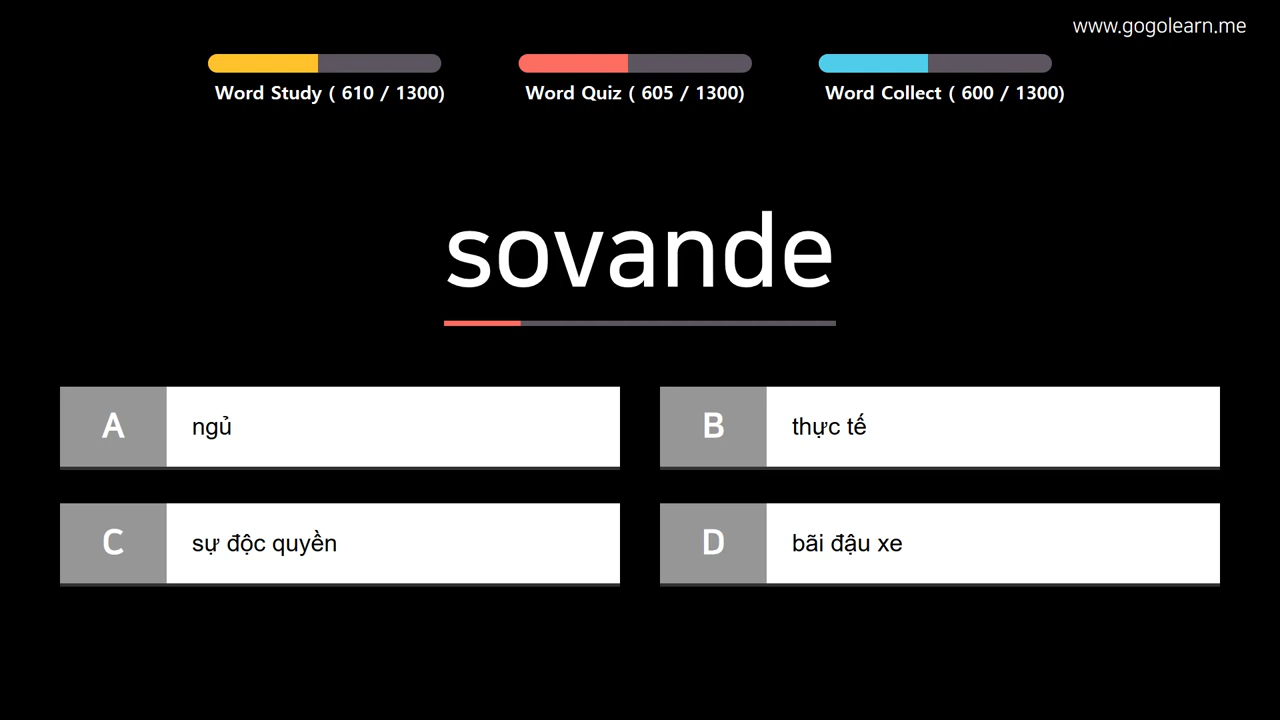 www.gogolearn.me
Word Study ( 610 / 1300)
Word Quiz ( 605 / 1300)
Word Collect ( 600 / 1300)
sovande
A ngủ
B thực tế
C sự độc quyền
D bãi đậu xe